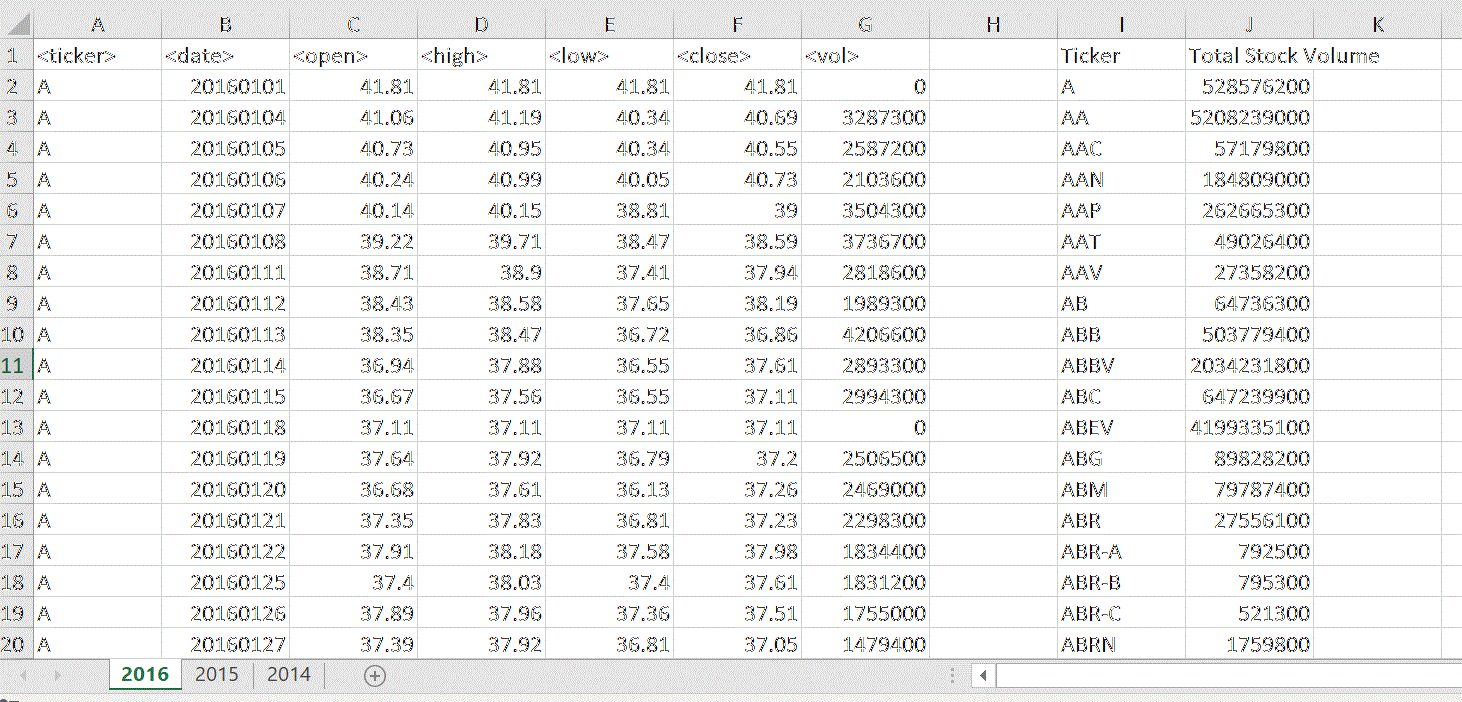 A B C D E F G H I J K
1 <ticker> <date> <open> <high> <low> <close> <vol> Ticker Total Stock Volume
2 A 20160101 41.81 41.81 41.81 41.81 0 A 528576200
3 A 20160104 41.06 41.19 40.34 40.69 3287300 AA 5208239000
4 A 20160105 40.73 40.95 40.34 40.55 2587200 AAC 57179800
5 A 20160106 40.24 40.99 40.05 40.73 2103600 AAN 184809000
6 A 20160107 40.14 40.15 38.81 39 3504300 AAP 262665300
7 A 20160108 39.22 39.71 38.47 38.59 3736700 AAT 49026400
8 A 20160111 38.71 38.9 37.41 37.94 2818600 AAV 27358200
9 A 20160112 38.43 38.58 37.65 38.19 1989300 AB 64736300
10 A 20160113 38.35 38.47 36.72 36.86 4206600 ABB 503779400
11 A 20160114 36.94 37.88 36.55 37.61 2893300 ABBV 2034231800
12 A 20160115 36.67 37.56 36.55 37.11 2994300 ABC 647239900
13 A 20160118 37.11 37.11 37.11 37.11 0 ABEV 4199335100
14 A 20160119 37.64 37.92 36.79 37.2 2506500 ABG 89828200
15 A 20160120 36.68 37.61 36.13 37.26 2469000 ABM 79787400
16 A 20160121 37.35 37.83 36.81 37.23 2298300 ABR 27556100
17 A 20160122 37.91 38.18 37.58 37.98 1834400 ABR-A 792500
18 A 20160125 37.4 38.03 37.4 37.61 1831200 ABR-B 795300
19 A 20160126 37.89 37.96 37.36 37.51 1755000 ABR-C 521300
20 A 20160127 37.39 37.92 36.81 37.05 1479400 ABRN 1759800
2016 2015 2014